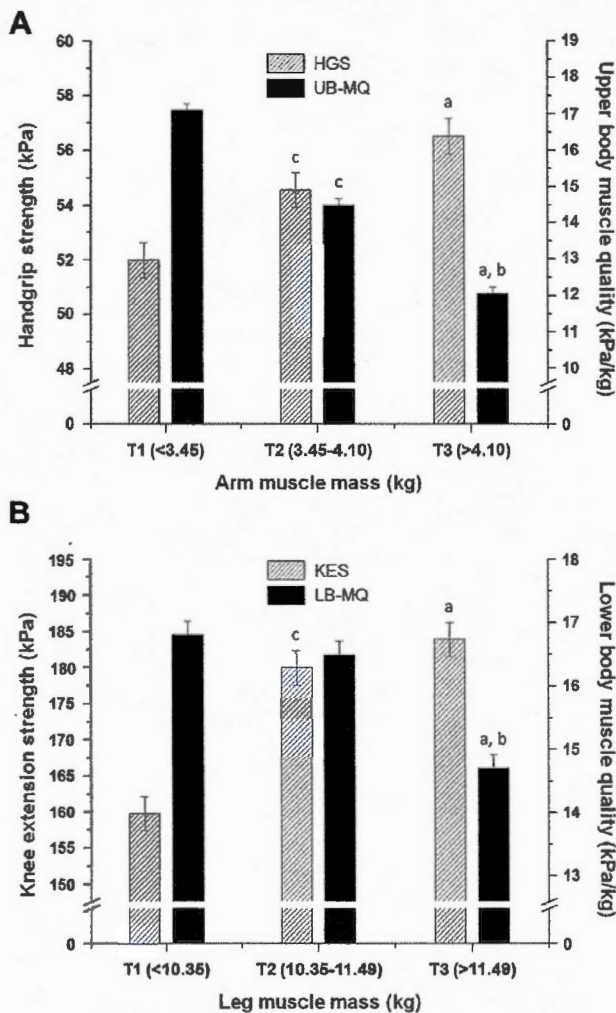 A
Handgrip strength (kPa)
60
58
56
54
52
50
48
0
HGS
UB-MQ
c
c
a
a, b
19
18
17
16
15
14
13
12
11
10
0
Upper body muscle quality (kPa/kg)
T1 (<3.45)
T2 (3.45-4.10)
T3 (>4.10)
Arm muscle mass (kg)
B
Knee extension strength (kPa)
195
190
185
180
175
170
165
160
155
150
0
KES
LB-MQ
c
a
a, b
18
17
16
15
14
13
0
Lower body muscle quality (kPa/kg)
T1 (<10.35)
T2 (10.35-11.49)
T3 (>11.49)
Leg muscle mass (kg)